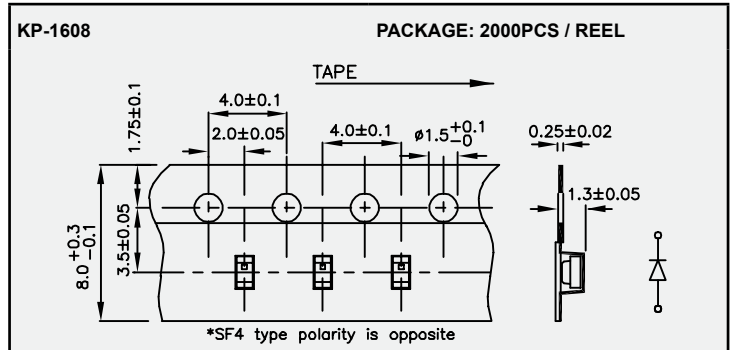 KP-1608 PACKAGE: 2000PCS / REEL
TAPE
1.75±0.1
4.0±0.1
2.0±0.05
4.0±0.1
ø1.5+0.1 -0
0.25±0.02
1.3±0.05
8.0+0.3 -0.1
3.5±0.05
*SF4 type polarity is opposite